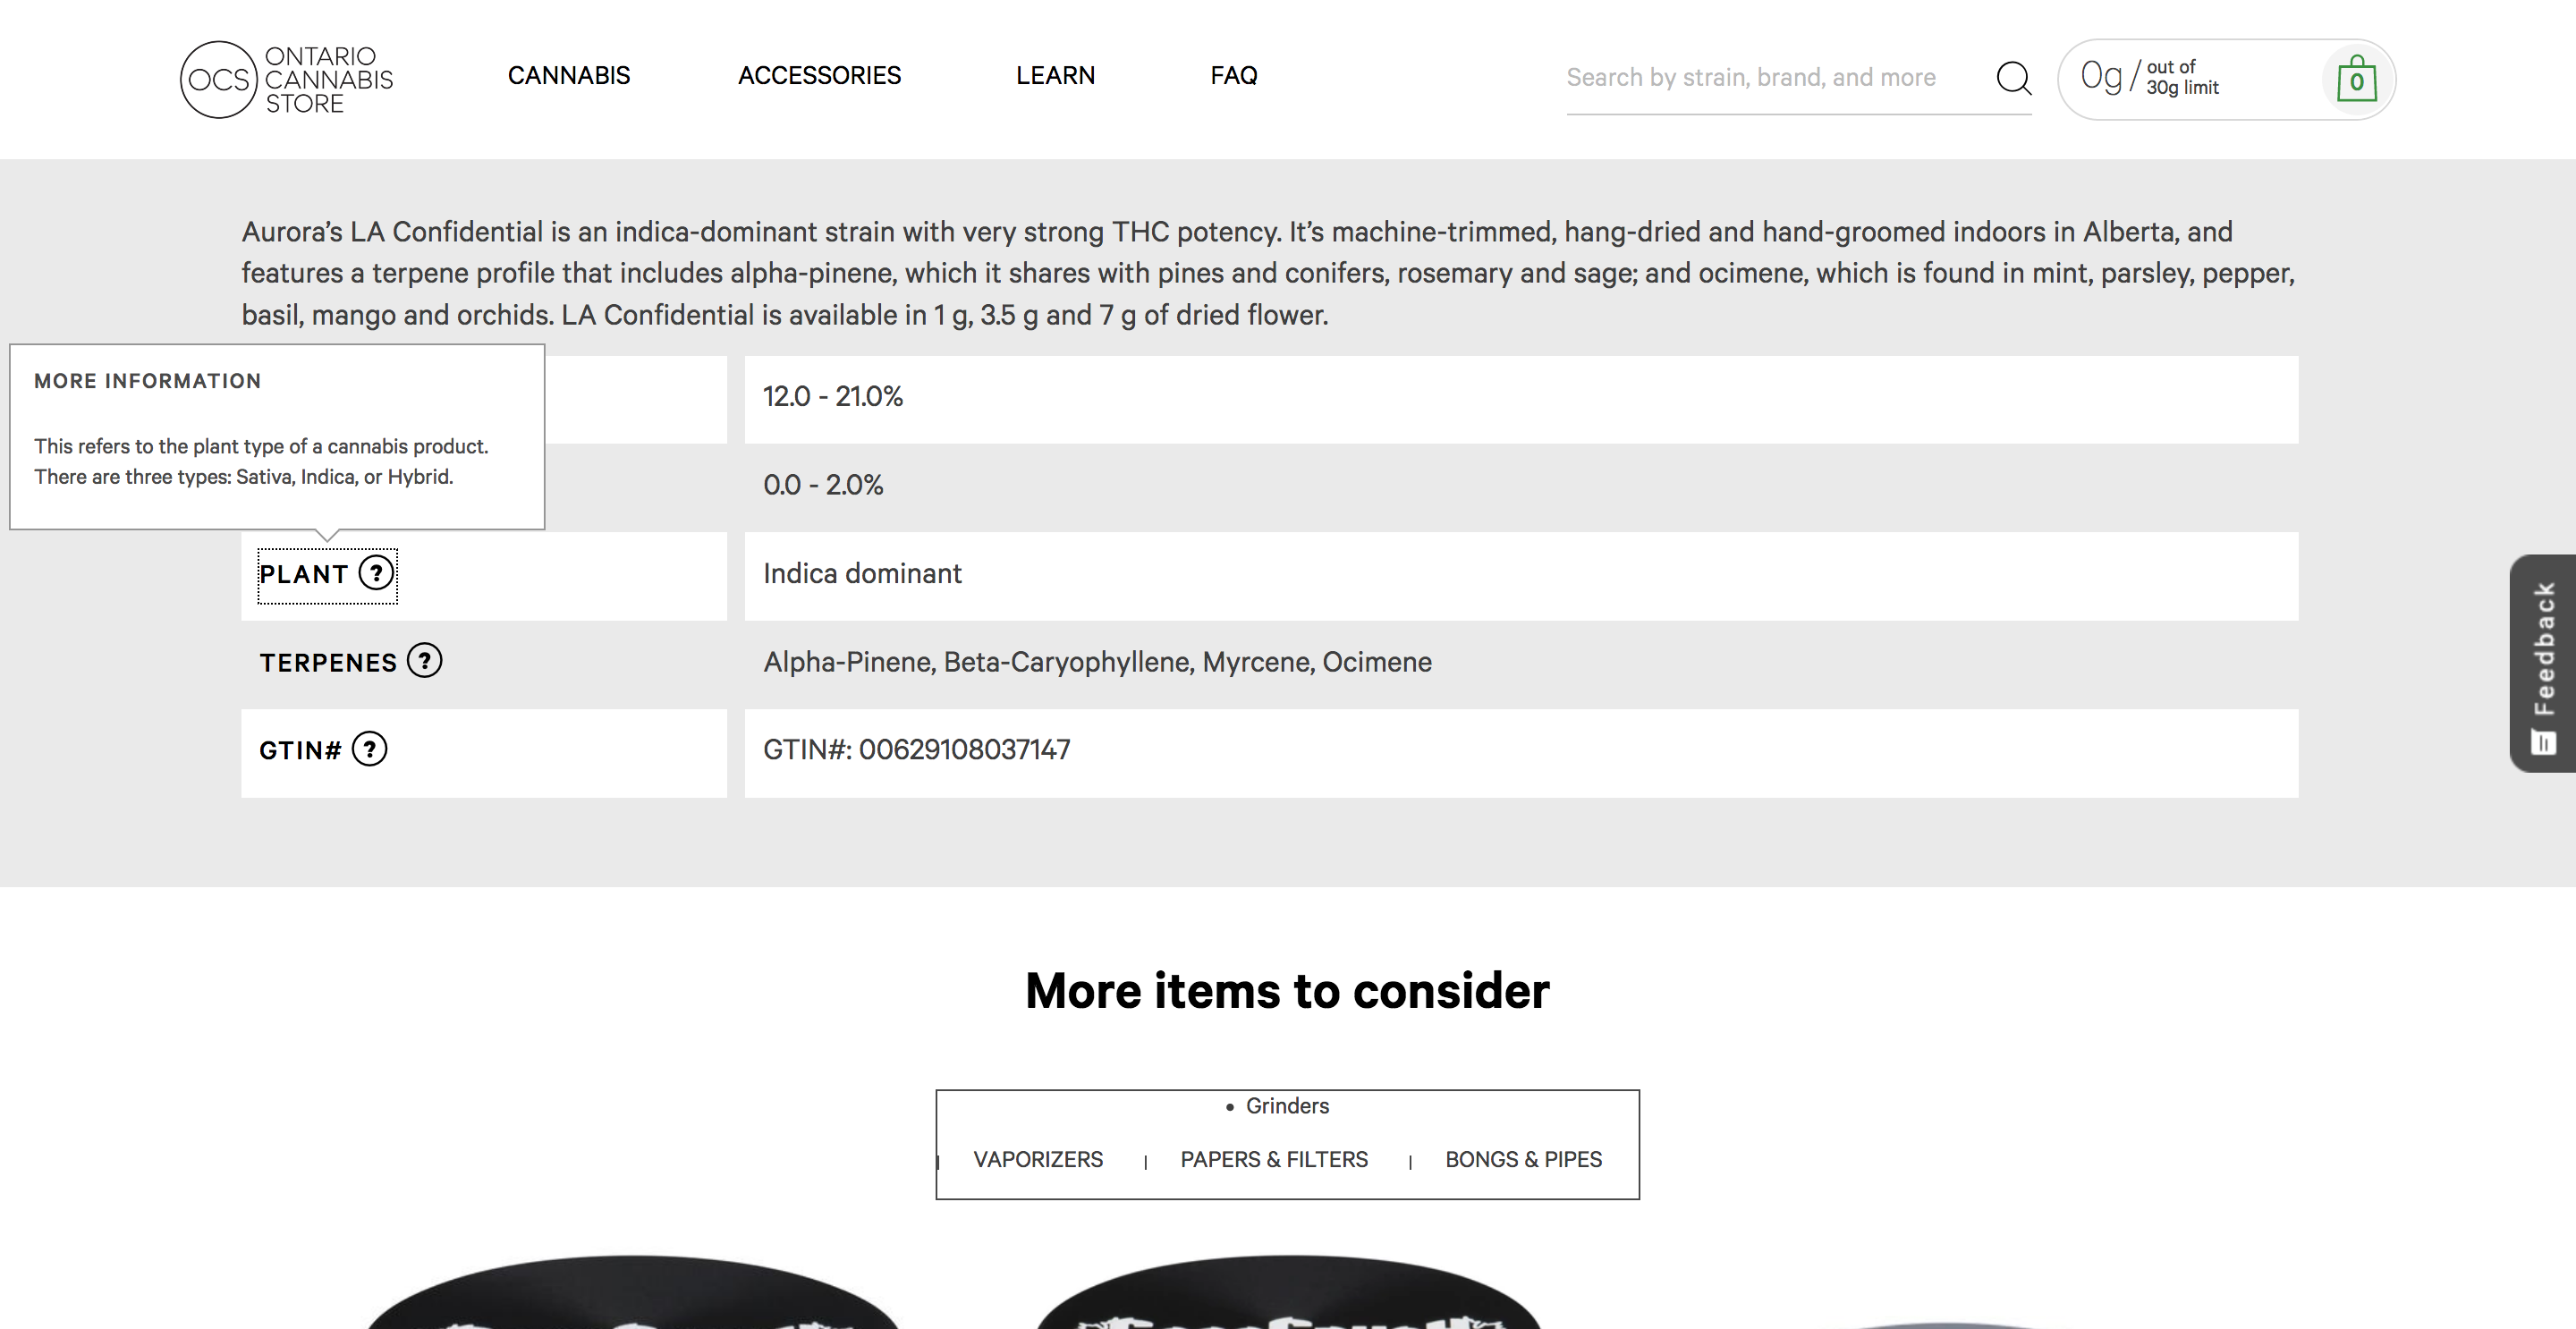 OCS ONTARIO CANNABIS STORE
CANNABIS
ACCESSORIES
LEARN
FAQ
Search by strain, brand, and more
0g / out of 30g limit
0
Aurora’s LA Confidential is an indica-dominant strain with very strong THC potency. It’s machine-trimmed, hang-dried and hand-groomed indoors in Alberta, and
features a terpene profile that includes alpha-pinene, which it shares with pines and conifers, rosemary and sage; and ocimene, which is found in mint, parsley, pepper,
basil, mango and orchids. LA Confidential is available in 1 g, 3.5 g and 7 g of dried flower.
MORE INFORMATION
This refers to the plant type of a cannabis product.
There are three types: Sativa, Indica, or Hybrid.
12.0 - 21.0%
0.0 - 2.0%
PLANT ?
Indica dominant
TERPENES ?
Alpha-Pinene, Beta-Caryophyllene, Myrcene, Ocimene
GTIN# ?
GTIN#: 00629108037147
Feedback
More items to consider
• Grinders
| VAPORIZERS | PAPERS & FILTERS | BONGS & PIPES